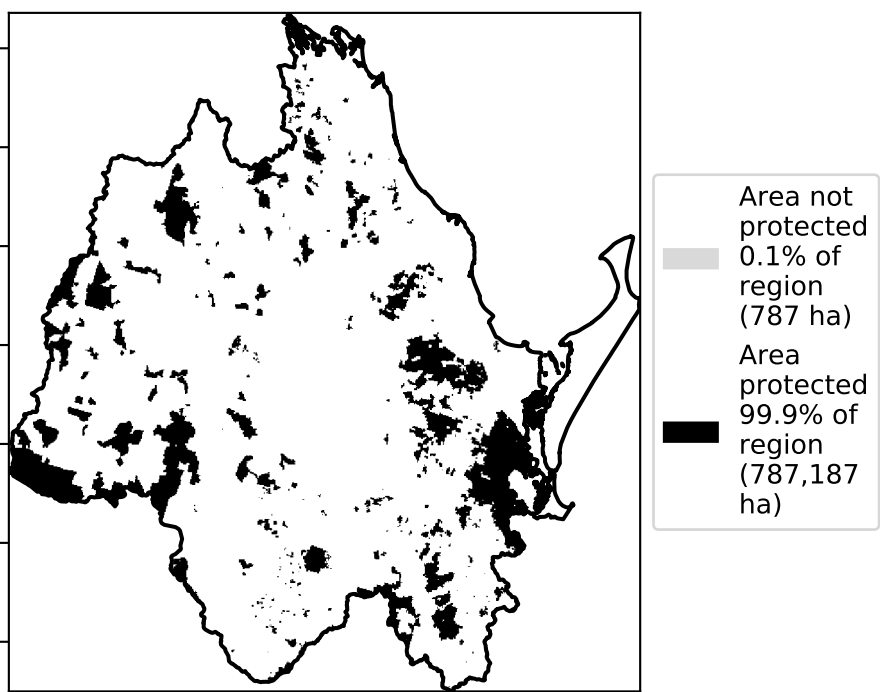 Area not
protected
0.1% of
region
(787 ha)
Area
protected
99.9% of
region
(787,187
ha)